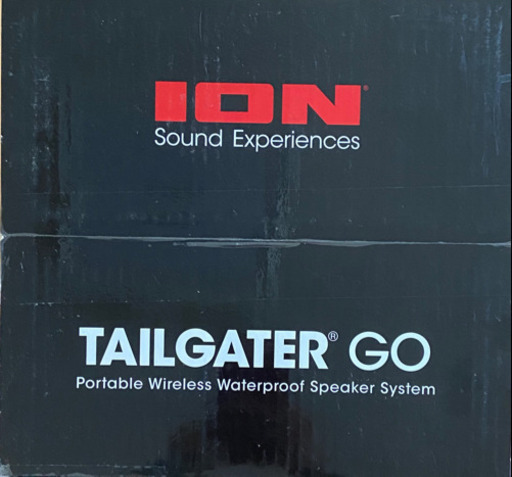 ION®
Sound Experiences
TAILGATER® GO
Portable Wireless Waterproof Speaker System